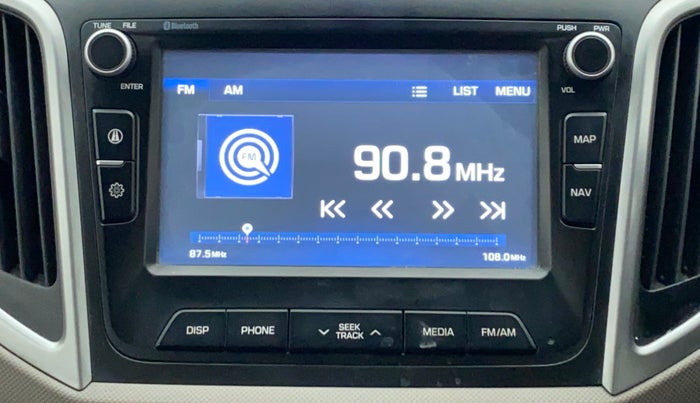 TUNE FILE
Bluetooth
PUSH PWR
ENTER
VOL
FM AM LIST MENU
FM
90.8 MHz
87.5 MHz
108.0 MHz
MAP
NAV
DISP
PHONE
SEEK
TRACK
MEDIA
FM/AM